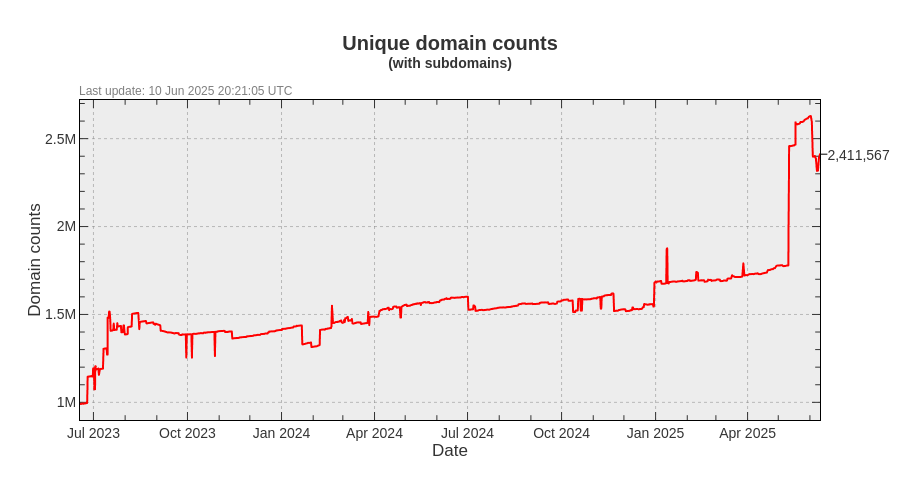 Unique domain counts
(with subdomains)
Last update: 10 Jun 2025 20:21:05 UTC
2.5M
2,411,567
2M
Domain counts
1.5M
1M
Jul 2023
Oct 2023
Jan 2024
Apr 2024
Jul 2024
Oct 2024
Jan 2025
Apr 2025
Date